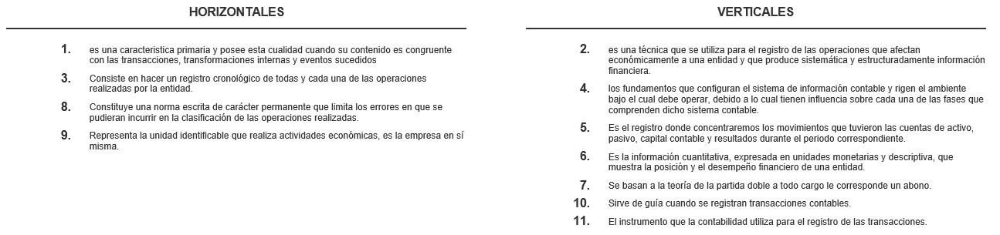 HORIZONTALES
1. es una caracteristica primaria y posee esta cualidad cuando su contenido es congruente
con las transacciones, transformaciones internas y eventos sucedidos
3. Consiste en hacer un registro cronológico de todas y cada una de las operaciones
realizadas por la entidad.
8. Constituye una norma escrita de carácter permanente que limita los errores en que se
pudieran incurrir en la clasificación de las operaciones realizadas.
9. Representa la unidad identificable que realiza actividades económicas, es la empresa en sí
misma.
VERTICALES
2. es una técnica que se utiliza para el registro de las operaciones que afectan
económicamente a una entidad y que produce sistemática y estructuradamente información
financiera.
4. los fundamentos que configuran el sistema de información contable y rigen el ambiente
bajo el cual debe operar, debido a lo cual tienen influencia sobre cada una de las fases que
comprenden dicho sistema contable.
5. Es el registro donde concentraremos los movimientos que tuvieron las cuentas de activo,
pasivo, capital contable y resultados durante el periodo correspondiente.
6. Es la información cuantitativa, expresada en unidades monetarias y descriptiva, que
muestra la posición y el desempeño financiero de una entidad.
7. Se basan a la teoría de la partida doble a todo cargo le corresponde un abono.
10. Sirve de guía cuando se registran transacciones contables.
11. El instrumento que la contabilidad utiliza para el registro de las transacciones.